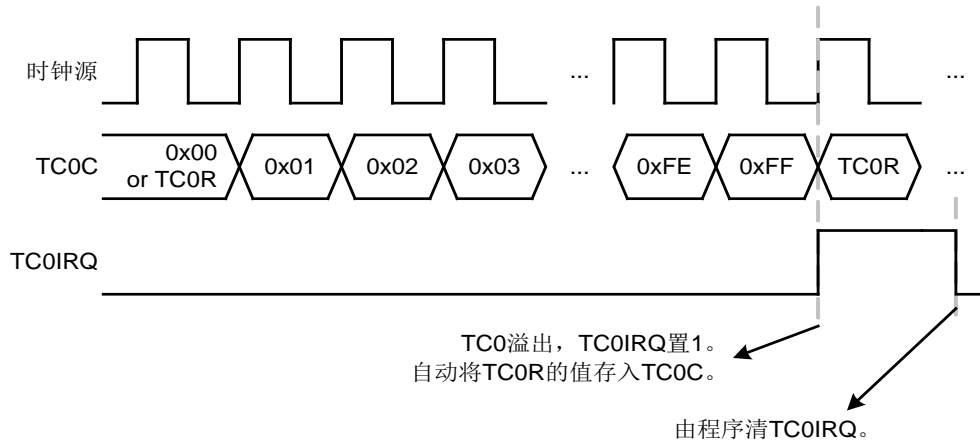 时钟源
...
...
TC0C
0x00
or TC0R
0x01
0x02
0x03
...
0xFE
0xFF
TC0R
...
TC0IRQ
TC0溢出，TC0IRQ置1。
自动将TC0R的值存入TC0C。
由程序清TC0IRQ。